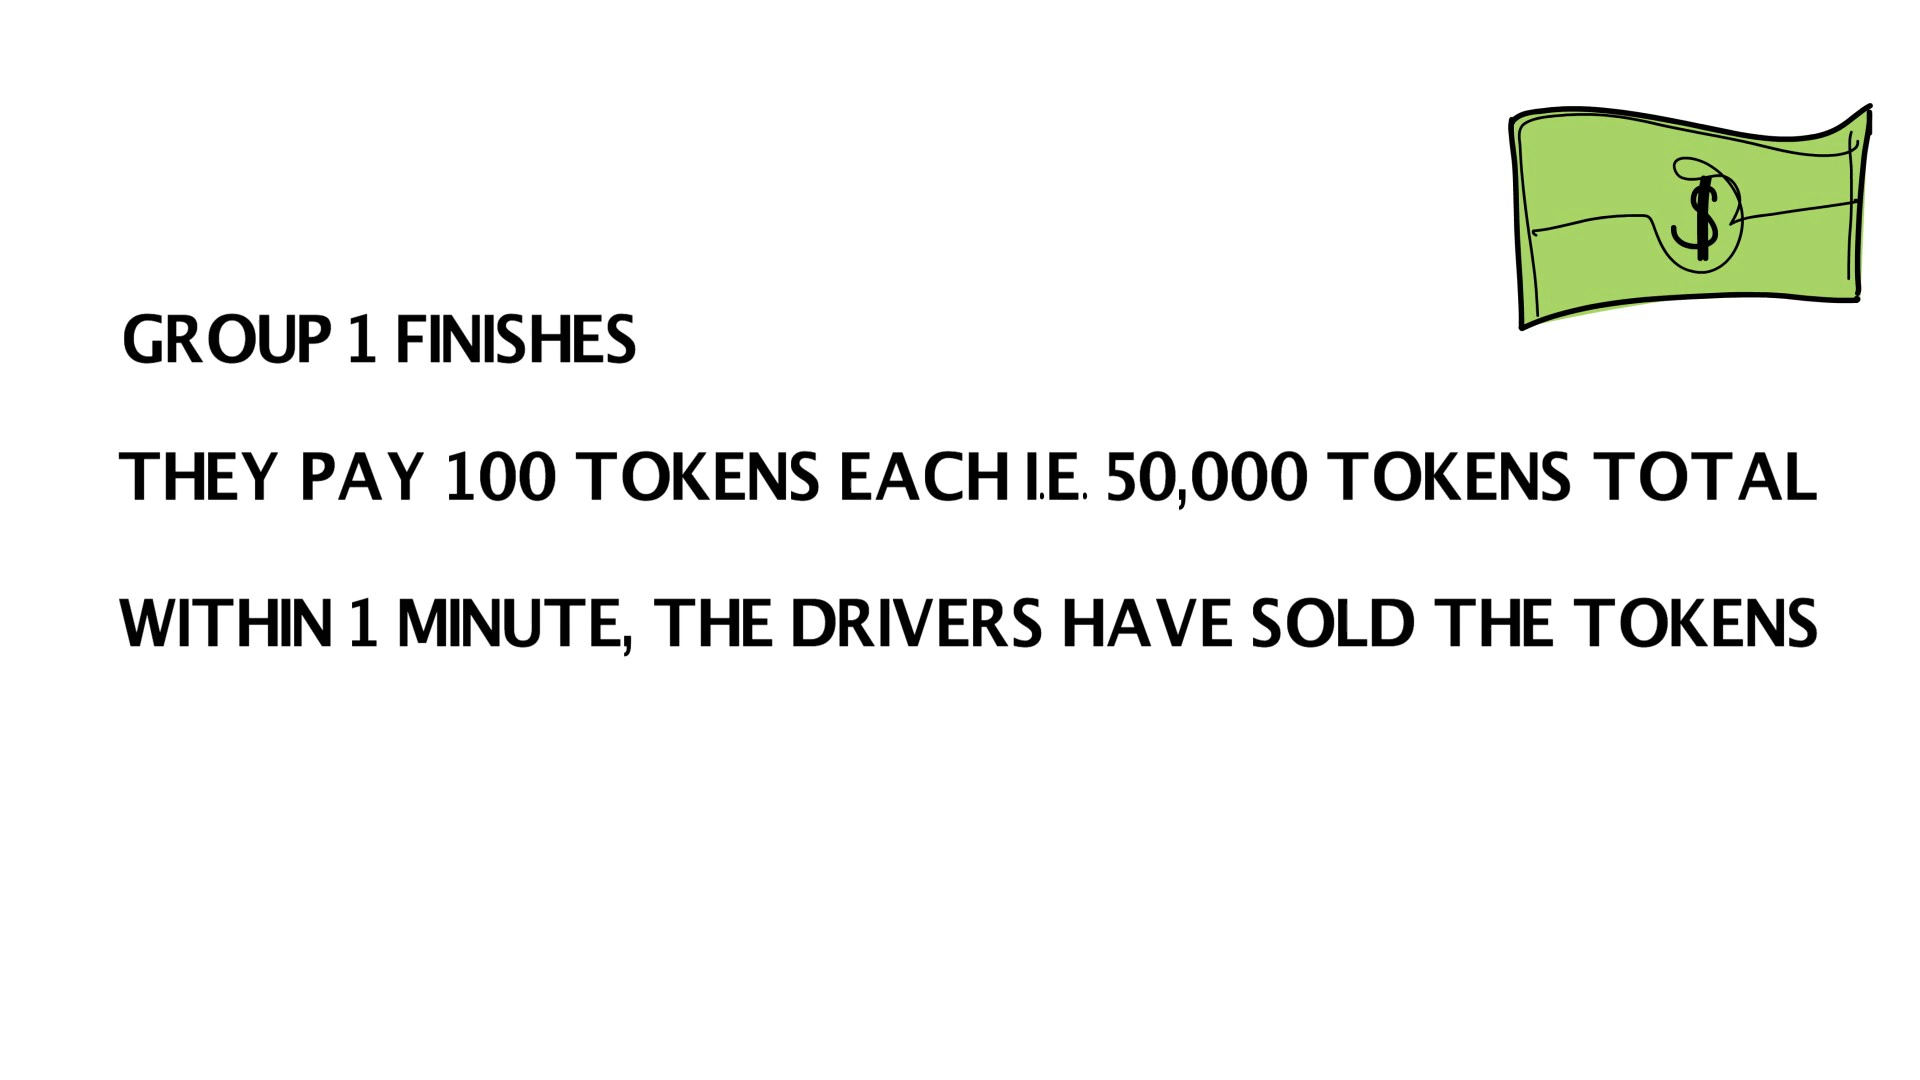 GROUP 1 FINISHES
THEY PAY 100 TOKENS EACH I.E. 50,000 TOKENS TOTAL
WITHIN 1 MINUTE, THE DRIVERS HAVE SOLD THE TOKENS
$